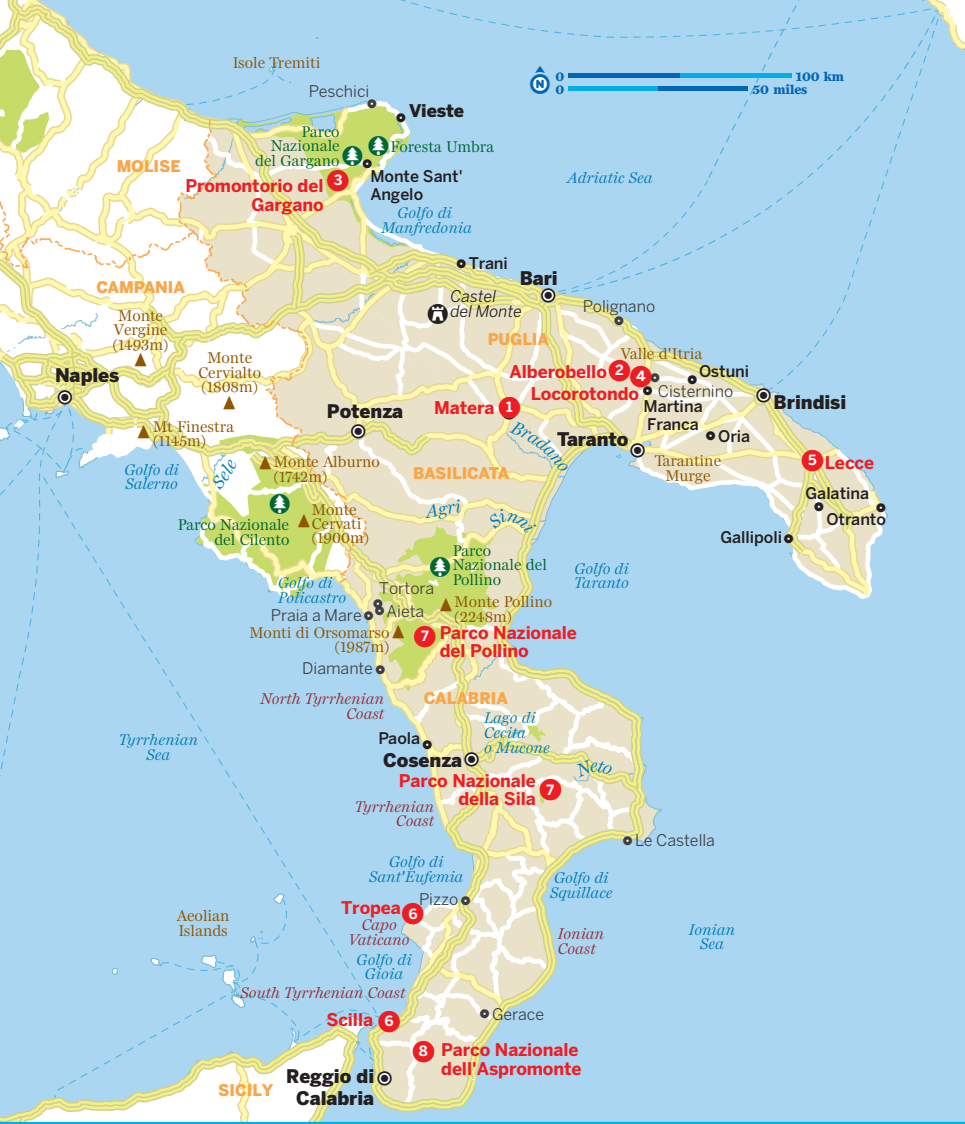 Isole Tremiti
N
0
100 km
0
50 miles
Peschici
Vieste
Parco
Nazionale
del Gargano
Foresta Umbra
MOLISE
Promontorio del
Gargano
3
Monte Sant'
Angelo
Adriatic Sea
Golfo di
Manfredonia
Trani
Bari
CAMPANIA
Castel
del Monte
Polignano
Monte
Vergine
(1493m)
PUGLIA
Valle d'Itria
Monte
Cervialto
(1808m)
Alberobello
2
4
Ostuni
Naples
Locorotondo
Cisternino
Brindisi
Potenza
Matera
1
Martina
Franca
Mt Finestra
(1145m)
Bradano
Taranto
Oria
Golfo di
Salerno
Sele
Monte Alburno
(1742m)
BASILICATA
Tarantine
Murge
5
Lecce
Galatina
Otranto
Parco Nazionale
del Cilento
Monte
Cervati
(1900m)
Agri
Sinni
Gallipoli
Parco
Nazionale del
Pollino
Golfo di
Taranto
Golfo di
Policastro
Tortora
Aieta
Praia a Mare
Monte Pollino
(2248m)
Monti di Orsomarso
(1987m)
7
Parco Nazionale
del Pollino
Diamante
North Tyrrhenian
Coast
CALABRIA
Lago di
Cecita
o Mucone
Tyrrhenian
Sea
Paola
Cosenza
Neto
Parco Nazionale
della Sila
7
Tyrrhenian
Coast
Le Castella
Golfo di
Sant'Eufemia
Golfo di
Squillace
Pizzo
Tropea
6
Capo
Vaticano
Aeolian
Islands
Ionian
Coast
Ionian
Sea
Golfo di
Gioia
South Tyrrhenian Coast
Scilla
6
Gerace
8
Parco Nazionale
dell'Aspromonte
Reggio di
Calabria
SICILY